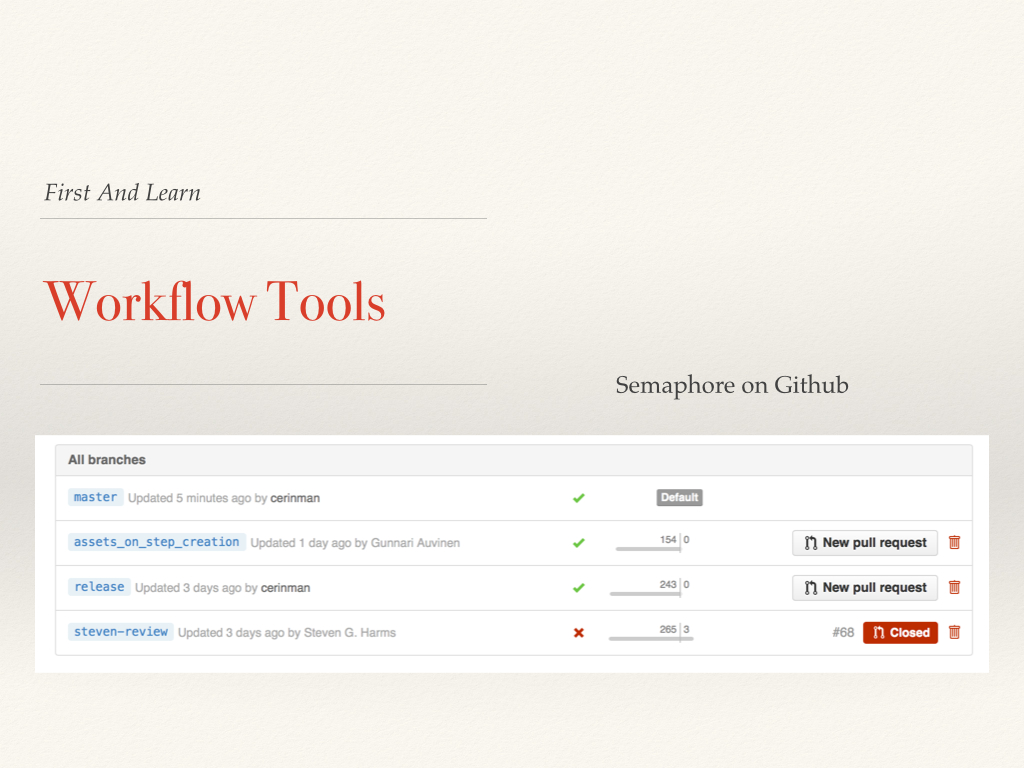 First And Learn
Workflow Tools
Semaphore on Github
All branches
master Updated 5 minutes ago by cerinman Default
assets_on_step_creation Updated 1 day ago by Gunnari Auvinen 154 0 New pull request
release Updated 3 days ago by cerinman 243 0 New pull request
steven-review Updated 3 days ago by Steven G. Harms 265 3 #68 Closed